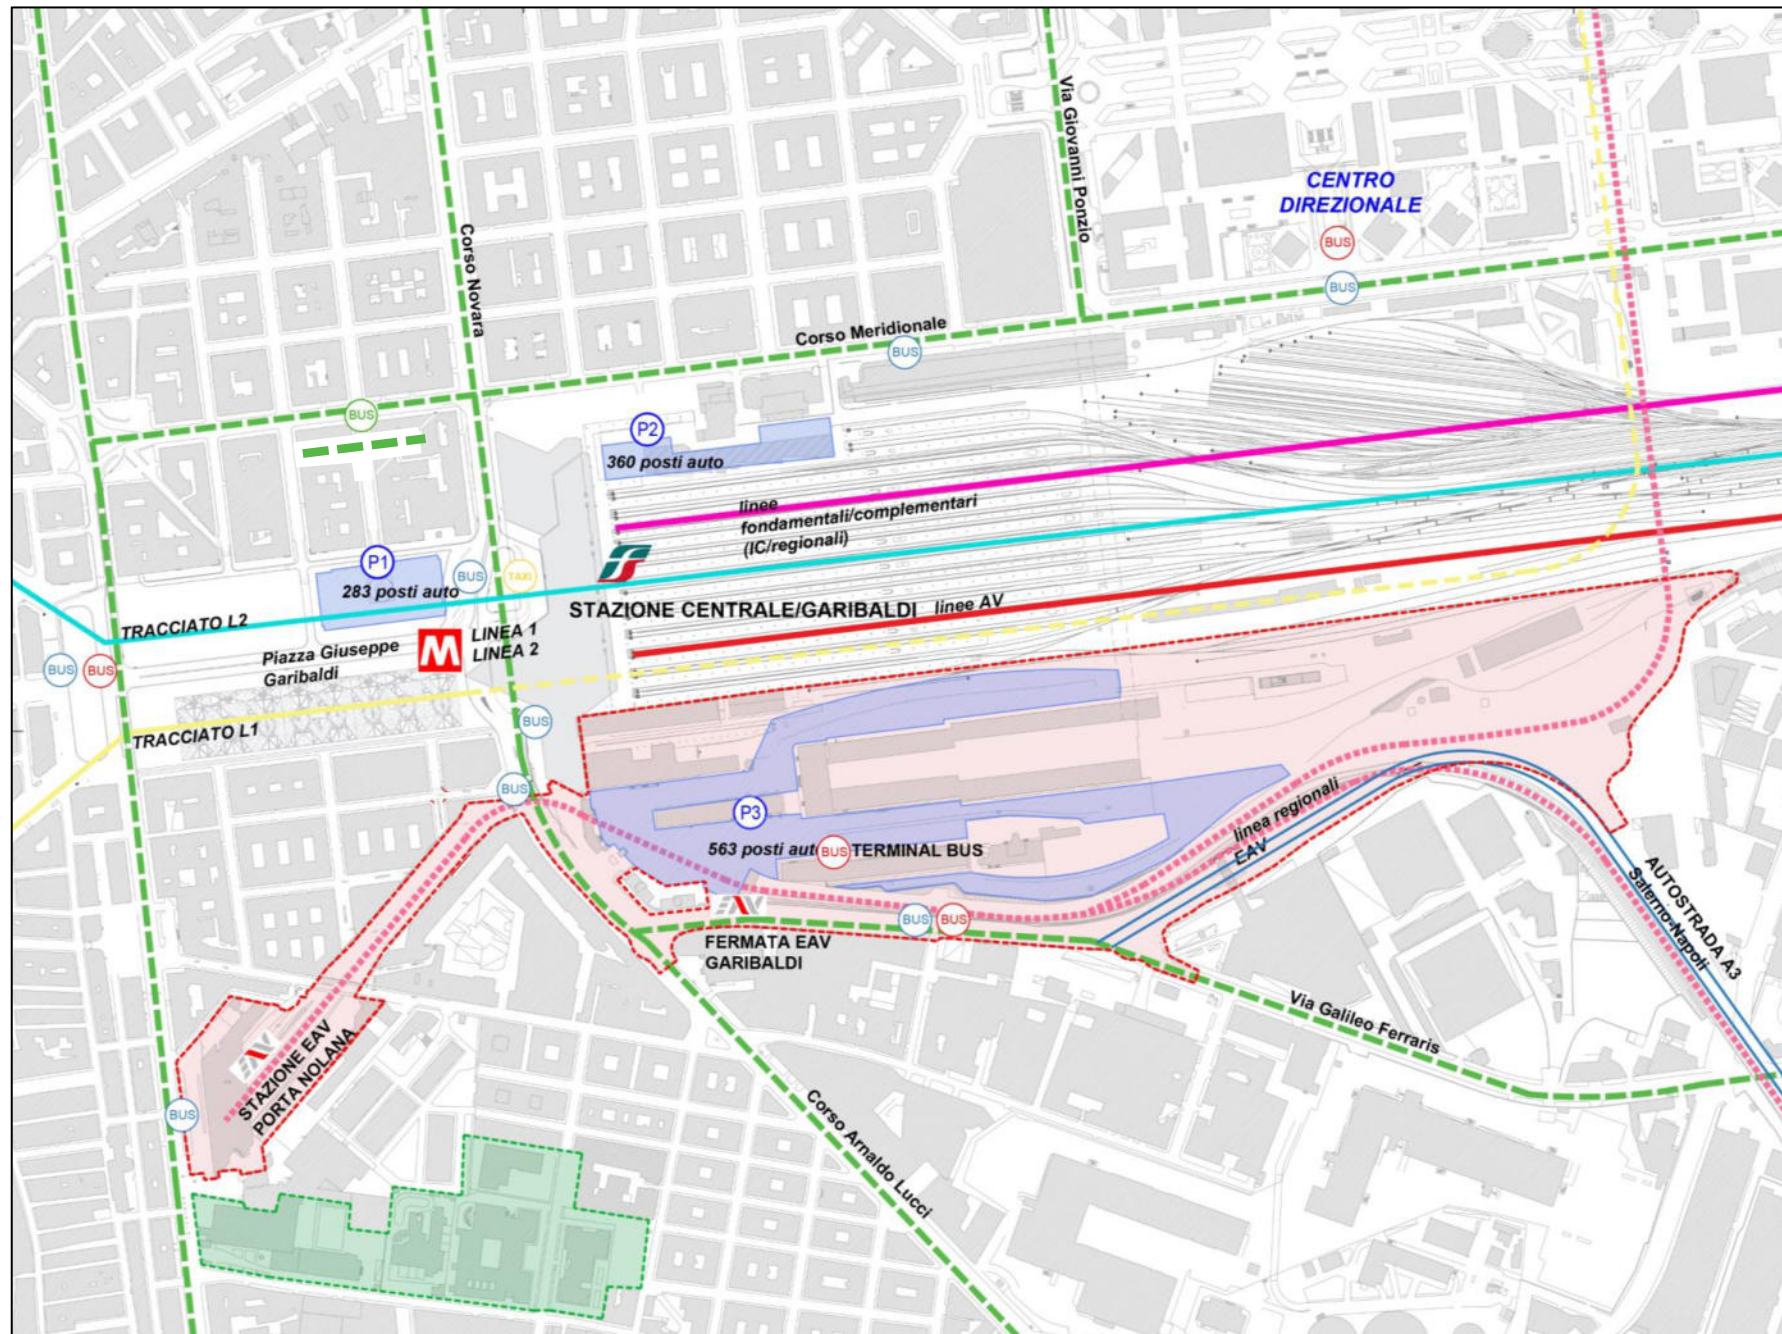 Via Giovanni Ponzio
CENTRO
DIREZIONALE
BUS
BUS
Corso Novara
Corso Meridionale
BUS
BUS
P2
360 posti auto
linee
fondamentali/complementari
(IC/regionali)
P1
283 posti auto
BUS
TAXI
STAZIONE CENTRALE/GARIBALDI
linee AV
TRACCIATO L2
M
LINEA 1
LINEA 2
Piazza Giuseppe
Garibaldi
BUS
BUS
TRACCIATO L1
BUS
BUS
P3
563 posti aut
BUS
TERMINAL BUS
linea regionali
EAV
AUTOSTRADA A3
Salerno-Napoli
BUS
BUS
FERMATA EAV
GARIBALDI
Via Galileo Ferraris
STAZIONE EAV
PORTA NOLANA
BUS
Corso Arnaldo Lucci